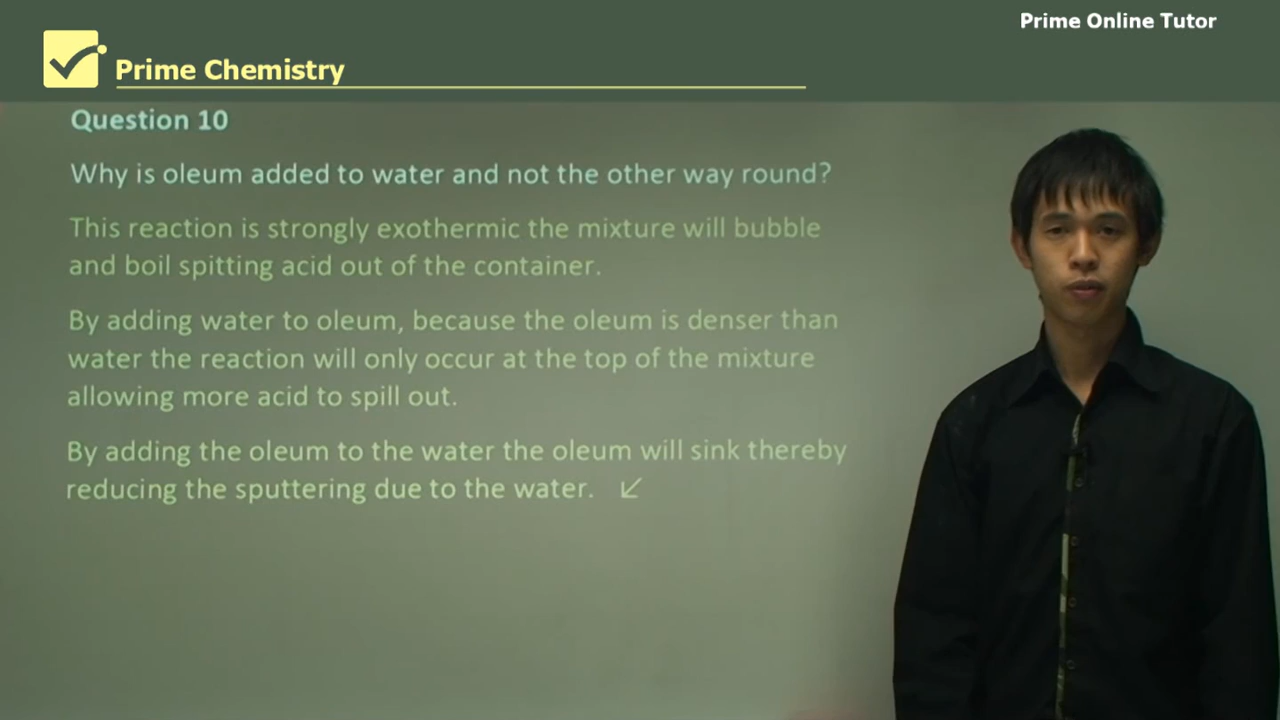 Prime Online Tutor
Prime Chemistry
Question 10
Why is oleum added to water and not the other way round?
This reaction is strongly exothermic the mixture will bubble
and boil spitting acid out of the container.
By adding water to oleum, because the oleum is denser than
water the reaction will only occur at the top of the mixture
allowing more acid to spill out.
By adding the oleum to the water the oleum will sink thereby
reducing the sputtering due to the water.